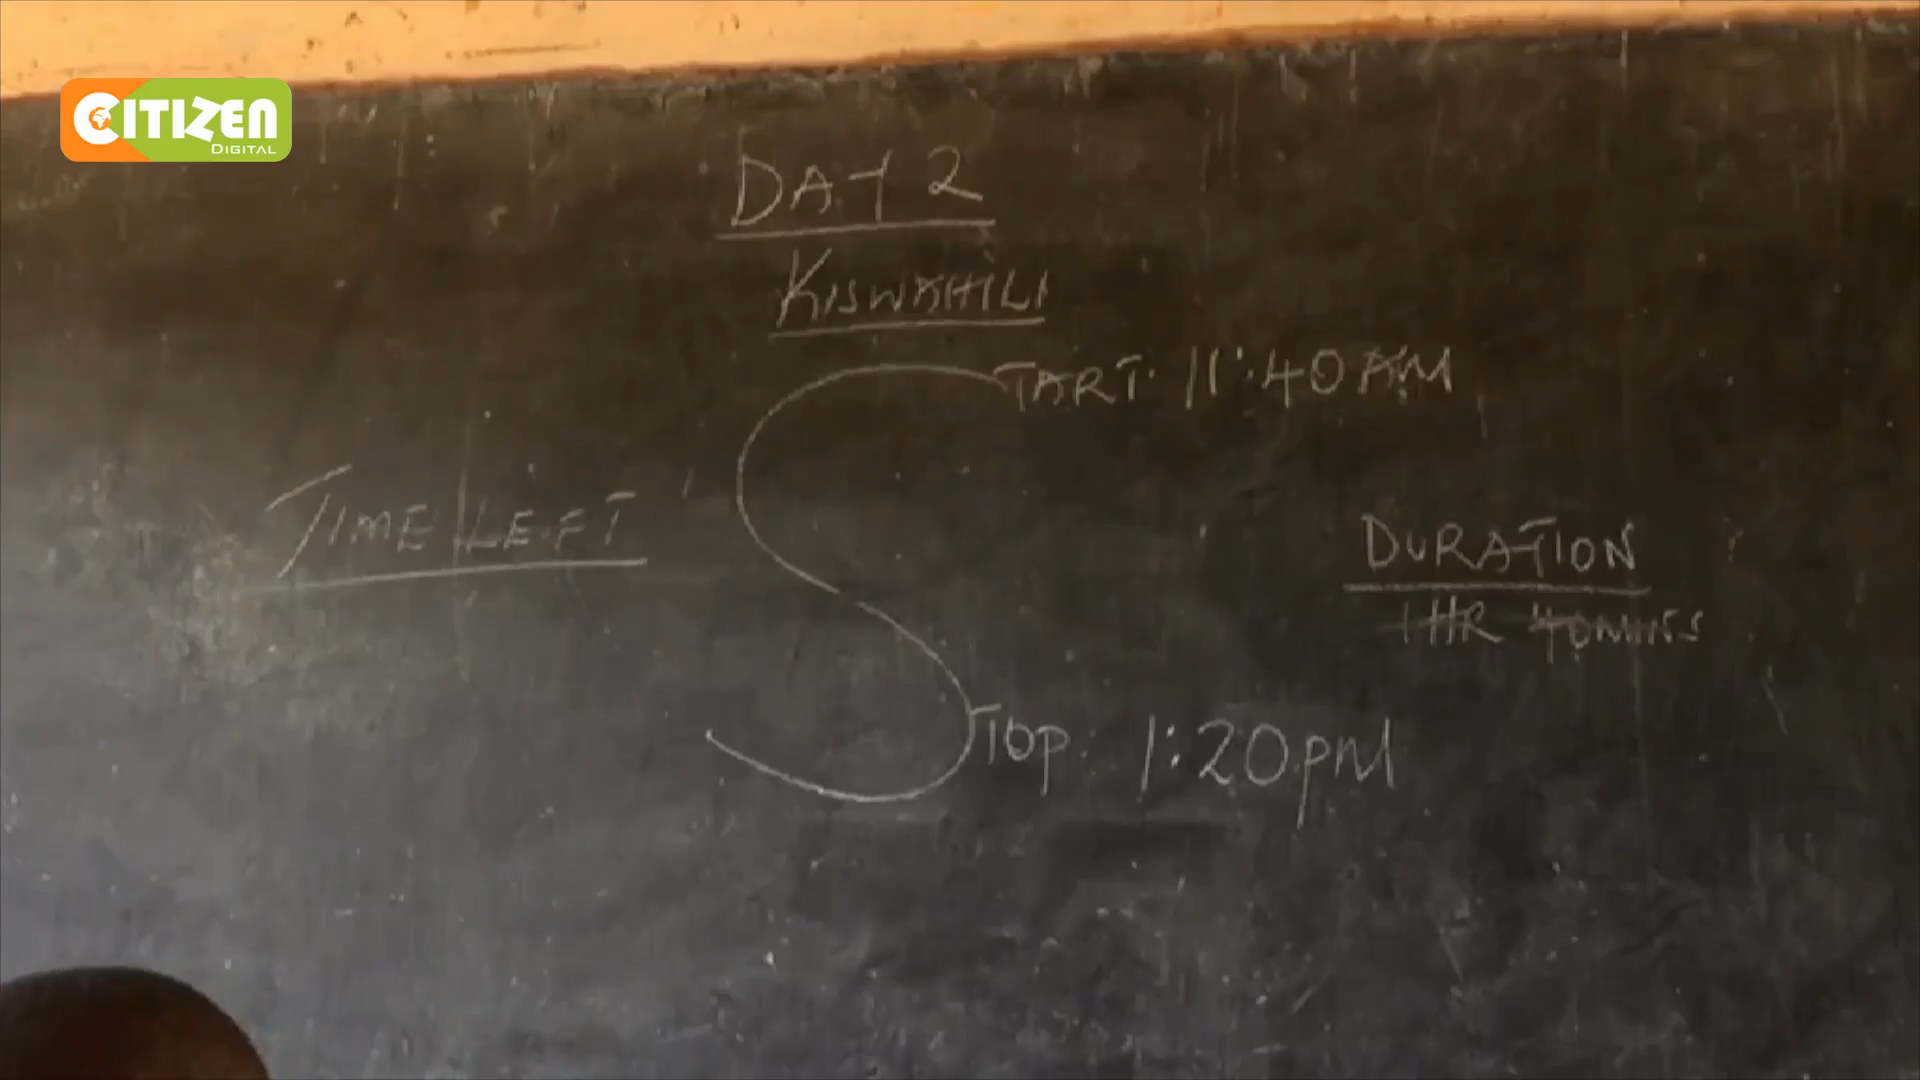 CITIZEN
DIGITAL
DAY 2
KISWAHILI
START 11:40AM
TIME LEFT
DURATION
1HR 40MINS
STOP 1:20PM